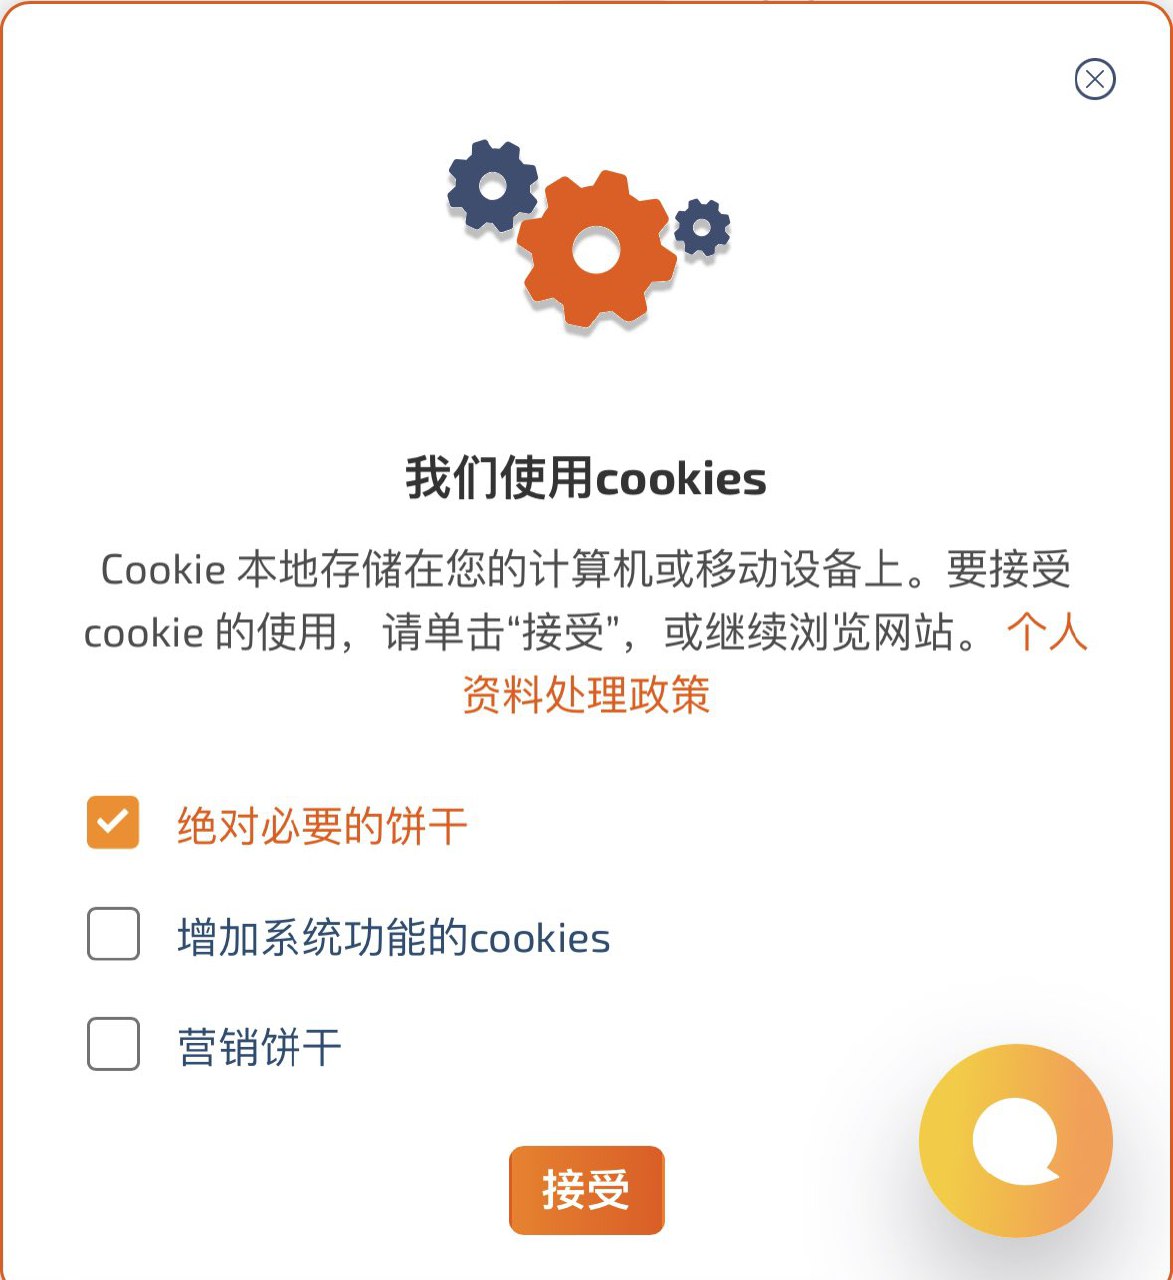 我们使用cookies
Cookie 本地存储在您的计算机或移动设备上。要接受
cookie 的使用，请单击“接受”，或继续浏览网站。 个人
资料处理政策
绝对必要的饼干
增加系统功能的cookies
营销饼干
接受